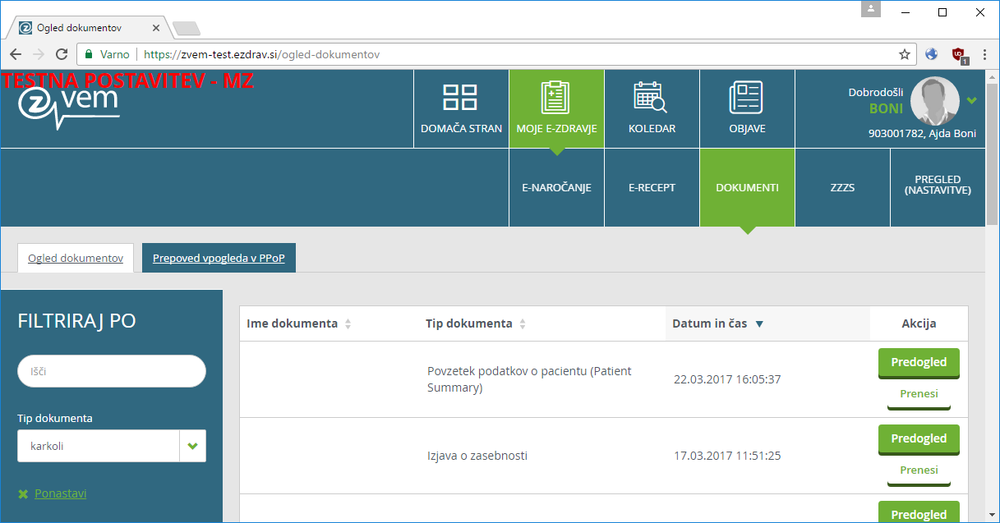 Ogled dokumentov
Varno
https://zvem-test.ezdrav.si/ogled-dokumentov
1
TESTNA POSTAVITEV - MZ
zvem
DOMAČA STRAN
MOJE E-ZDRAVJE
KOLEDAR
OBJAVE
Dobrodošli
BONI
903001782, Ajda Boni
E-NAROČANJE
E-RECEPT
DOKUMENTI
ZZZS
PREGLED
(NASTAVITVE)
Ogled dokumentov
Prepoved vpogleda v PPoP
FILTRIRAJ PO
Išči
Tip dokumenta
karkoli
Ponastavi
Ime dokumenta
Tip dokumenta
Datum in čas
Akcija
Povzetek podatkov o pacientu (Patient
Summary)
22.03.2017 16:05:37
Predogled
Prenesi
Izjava o zasebnosti
17.03.2017 11:51:25
Predogled
Prenesi
Predogled